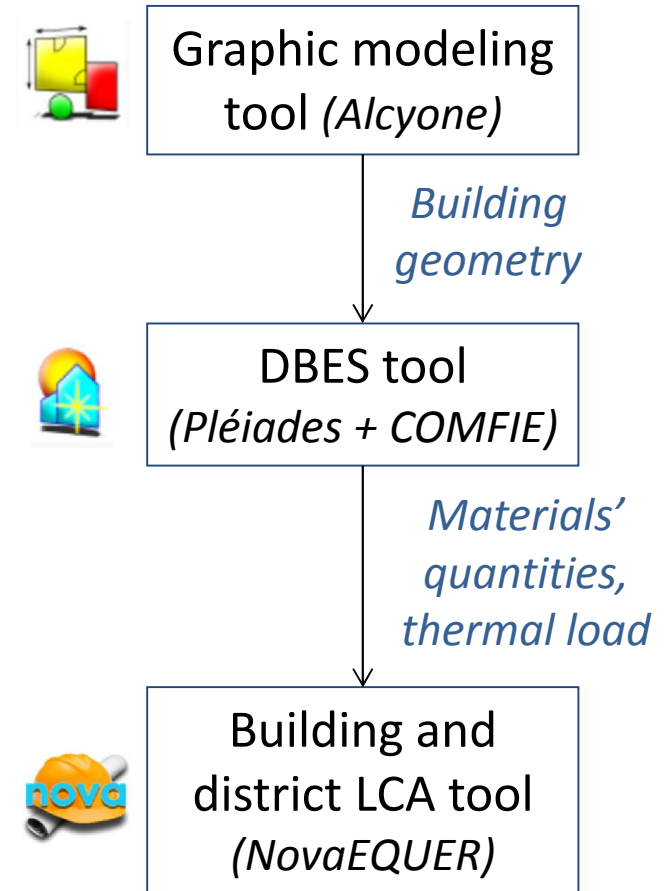 Graphic modeling
tool (Alcyone)
Building
geometry
DBES tool
(Pléiades + COMFIE)
Materials’
quantities,
thermal load
nova
Building and
district LCA tool
(NovaEQUER)